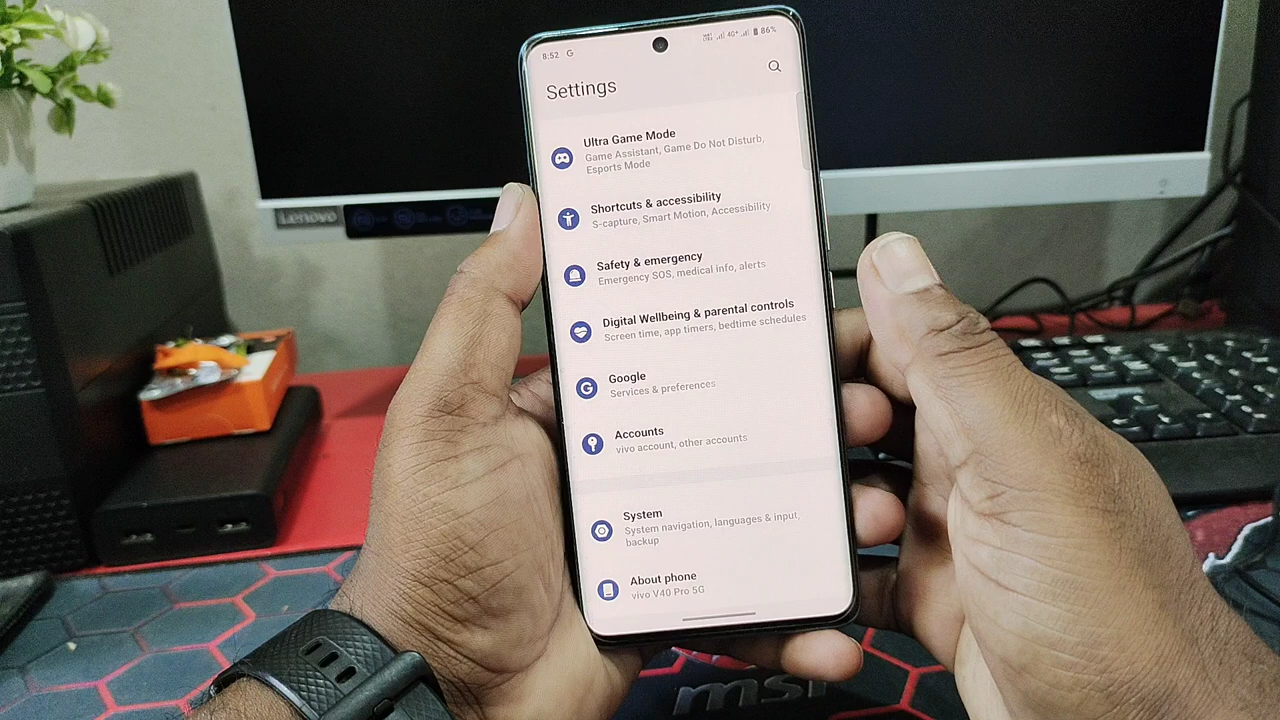 8:52 G
4G+ 86%
Settings
Ultra Game Mode
Game Assistant, Game Do Not Disturb,
Esports Mode
Shortcuts & accessibility
S-capture, Smart Motion, Accessibility
Safety & emergency
Emergency SOS, medical info, alerts
Digital Wellbeing & parental controls
Screen time, app timers, bedtime schedules
Google
Services & preferences
Accounts
vivo account, other accounts
System
System navigation, languages & input,
backup
About phone
vivo V40 Pro 5G
Lenovo
msi